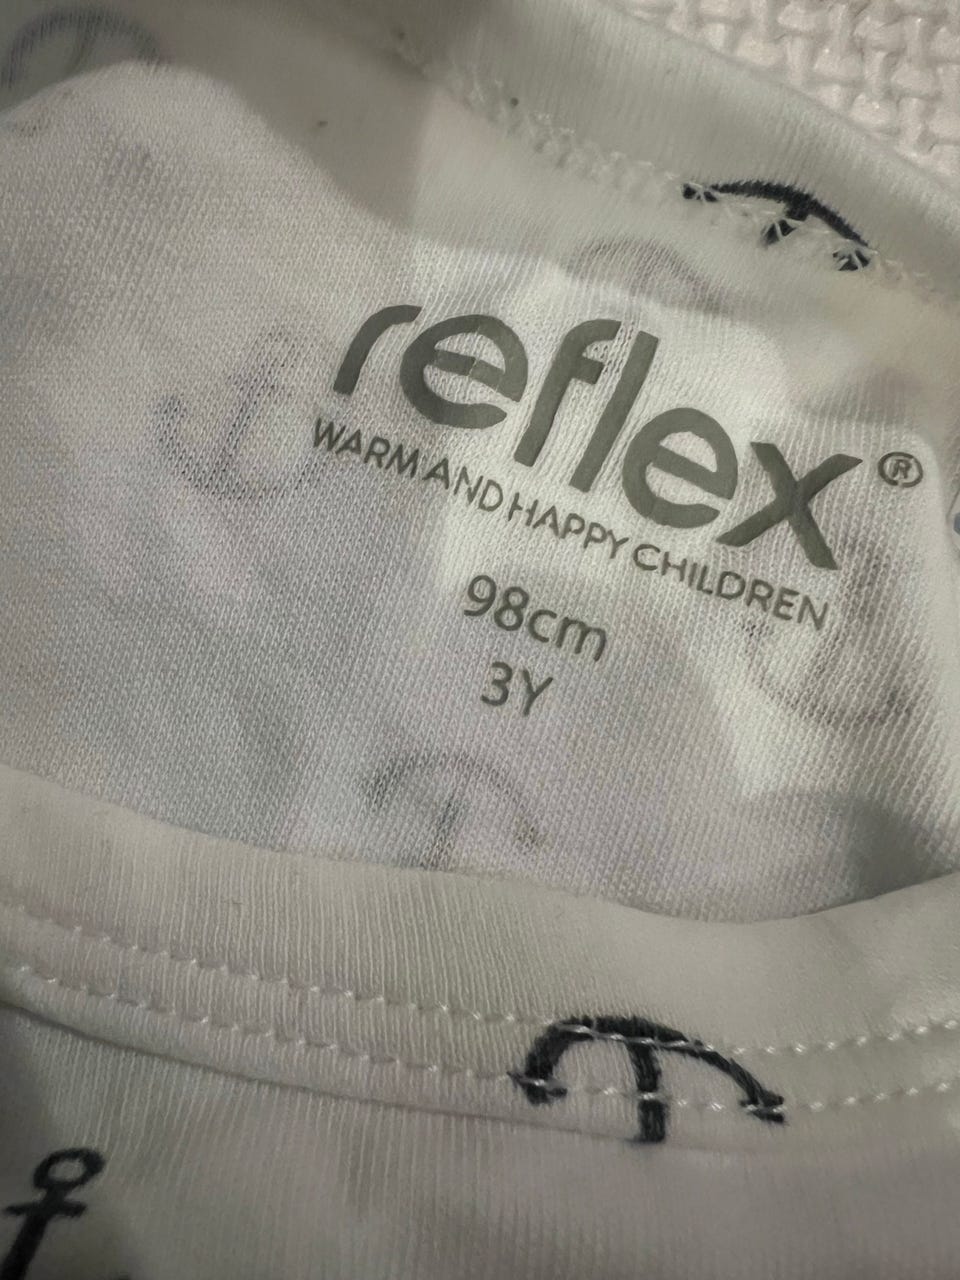 reflex®
WARM AND HAPPY CHILDREN
98cm
3Y